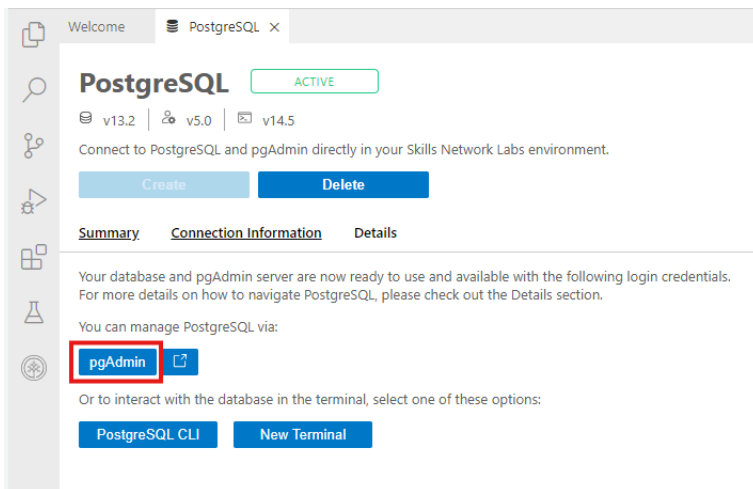 Welcome PostgreSQL
PostgreSQL ACTIVE
v13.2 v5.0 v14.5
Connect to PostgreSQL and pgAdmin directly in your Skills Network Labs environment.
Create Delete
Summary Connection Information Details
Your database and pgAdmin server are now ready to use and available with the following login credentials.
For more details on how to navigate PostgreSQL, please check out the Details section.
You can manage PostgreSQL via:
pgAdmin
Or to interact with the database in the terminal, select one of these options:
PostgreSQL CLI New Terminal